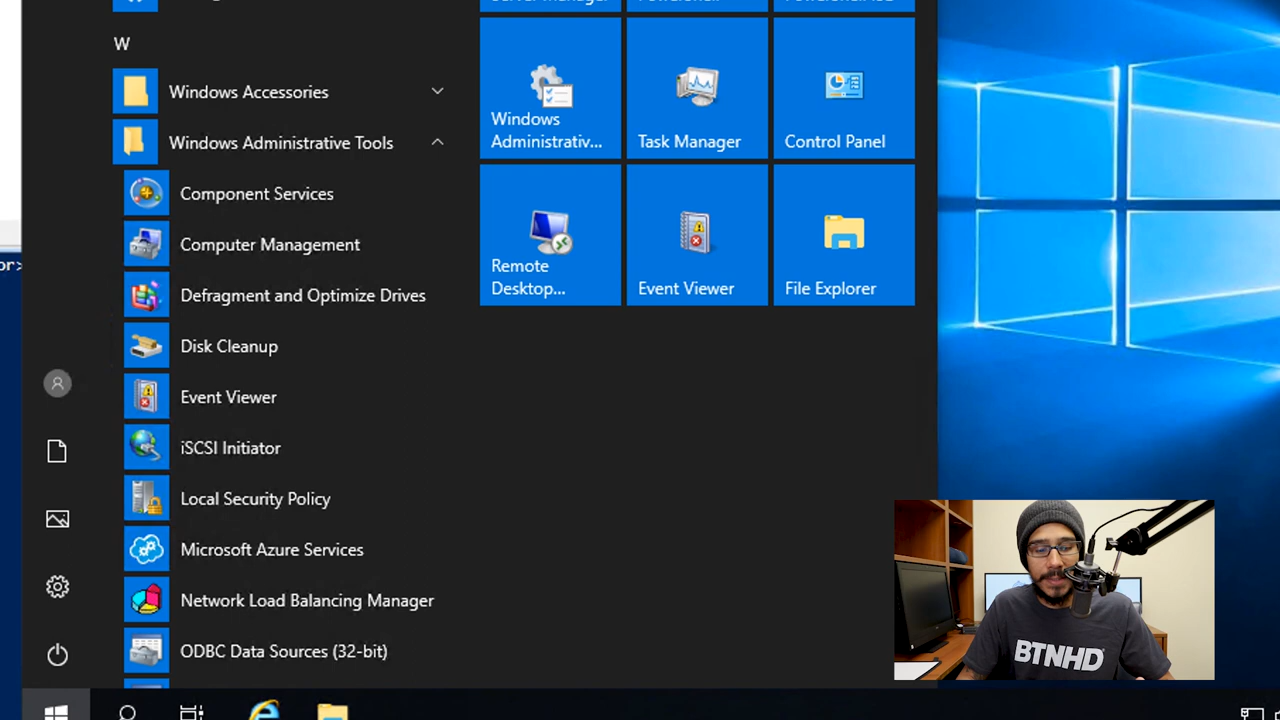 or>
W
Windows Accessories
Windows Administrative Tools
Component Services
Computer Management
Defragment and Optimize Drives
Disk Cleanup
Event Viewer
iSCSI Initiator
Local Security Policy
Microsoft Azure Services
Network Load Balancing Manager
ODBC Data Sources (32-bit)
Windows
Administrativ...
Task Manager
Control Panel
Remote
Desktop...
Event Viewer
File Explorer
BTNHD